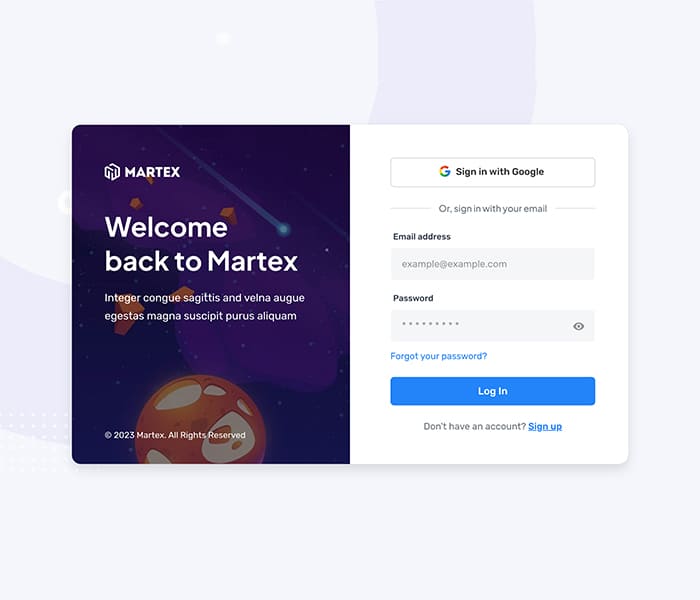 MARTEX
Welcome
back to Martex
Integer congue sagittis and velna augue
egestas magna suscipit purus aliquam
© 2023 Martex. All Rights Reserved
Sign in with Google
Or, sign in with your email
Email address
example@example.com
Password
* * * * * * * * *
Forgot your password?
Log In
Don't have an account? Sign up